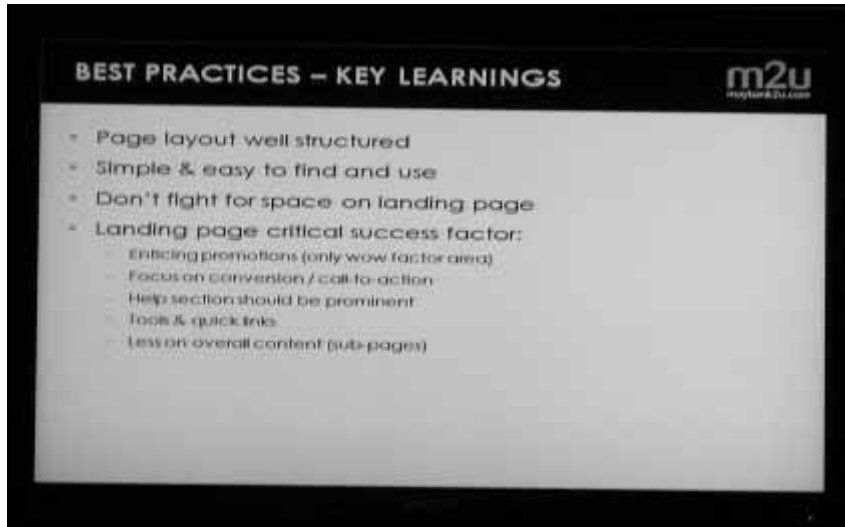 BEST PRACTICES – KEY LEARNINGS
m2u
maybank2u.com
Page layout well structured
Simple & easy to find and use
Don't fight for space on landing page
Landing page critical success factor:
Enticing promotions (only wow factor area)
Focus on conversion / call-to-action
Help section should be prominent
Tools & quick links
Less on overall content (sub-pages)